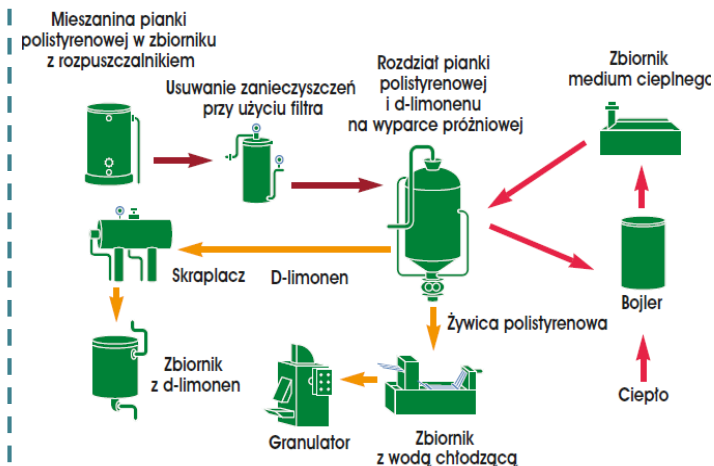 Mieszanina pianki
polistyrenowej w zbiorniku
z rozpuszczalnikiem
Usuwanie zanieczyszczeń
przy użyciu filtra
Rozdział pianki
polistyrenowej
i d-limonenu
na wyparce próżniowej
Zbiornik
medium cieplnego
Skraplacz
D-limonen
Bojler
Żywica polistyrenowa
Zbiornik
z d-limonen
Ciepło
Granulator
Zbiornik
z wodą chłodzącą